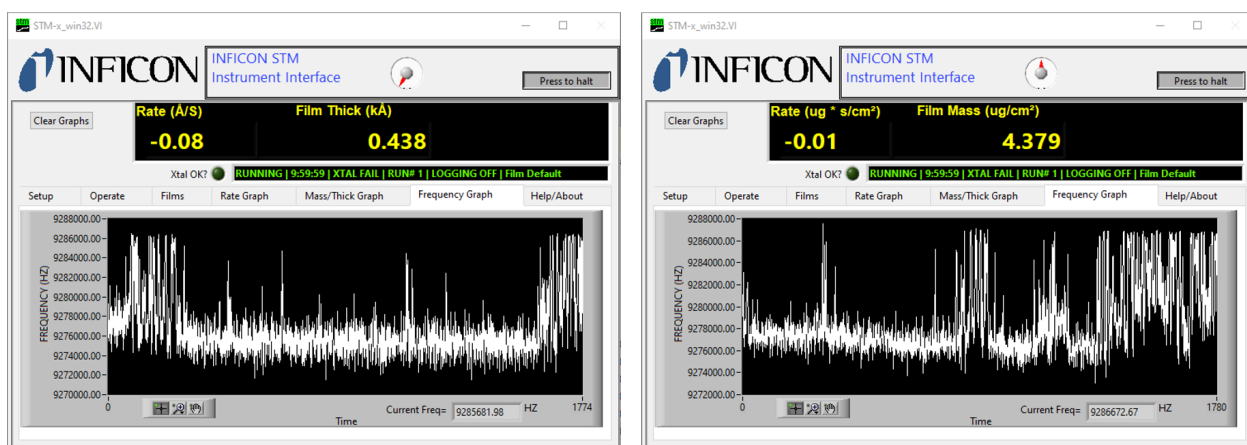 STM-x_win32.VI
INFICON
INFICON STM
Instrument Interface
Press to halt
Clear Graphs
Rate (Å/S)
Film Thick (kÅ)
-0.08
0.438
Xtal OK?
RUNNING | 9:59:59 | XTAL FAIL | RUN# 1 | LOGGING OFF | Film Default
Setup
Operate
Films
Rate Graph
Mass/Thick Graph
Frequency Graph
Help/About
FREQUENCY (HZ)
9288000.00
9286000.00
9284000.00
9282000.00
9280000.00
9278000.00
9276000.00
9274000.00
9272000.00
9270000.00
0
1774
Time
Current Freq=
9285681.98
HZ
STM-x_win32.VI
INFICON
INFICON STM
Instrument Interface
Press to halt
Clear Graphs
Rate (ug * s/cm²)
Film Mass (ug/cm²)
-0.01
4.379
Xtal OK?
RUNNING | 9:59:59 | XTAL FAIL | RUN# 1 | LOGGING OFF | Film Default
Setup
Operate
Films
Rate Graph
Mass/Thick Graph
Frequency Graph
Help/About
FREQUENCY (HZ)
9288000.00
9286000.00
9284000.00
9282000.00
9280000.00
9278000.00
9276000.00
9274000.00
9272000.00
0
1780
Time
Current Freq=
9286672.67
HZ